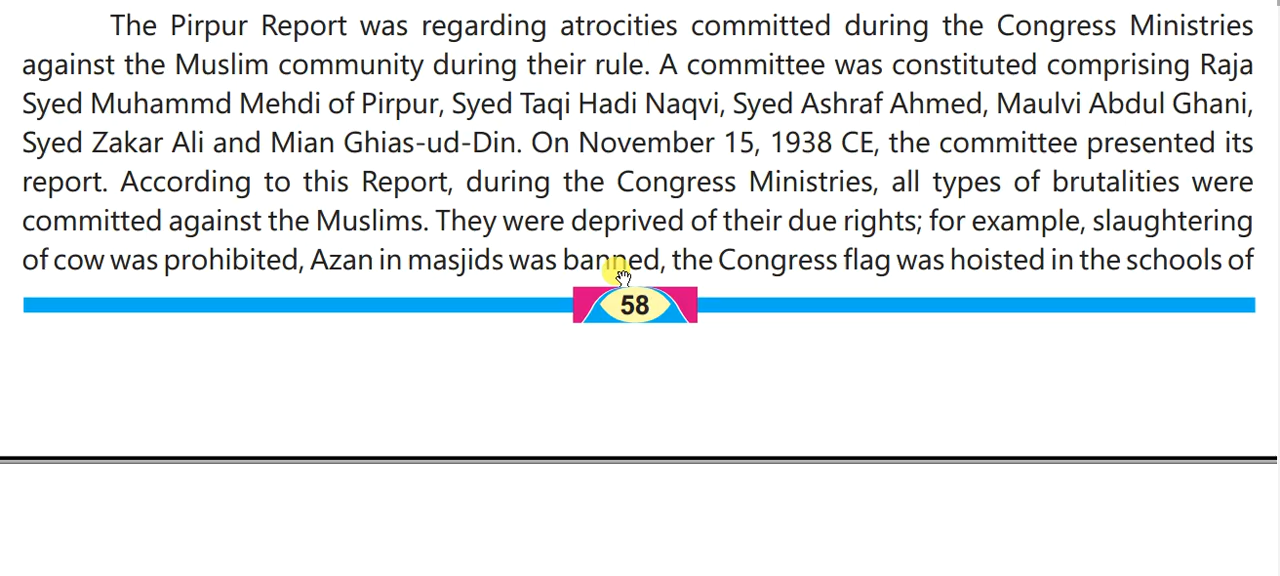 The Pirpur Report was regarding atrocities committed during the Congress Ministries
against the Muslim community during their rule. A committee was constituted comprising Raja
Syed Muhammd Mehdi of Pirpur, Syed Taqi Hadi Naqvi, Syed Ashraf Ahmed, Maulvi Abdul Ghani,
Syed Zakar Ali and Mian Ghias-ud-Din. On November 15, 1938 CE, the committee presented its
report. According to this Report, during the Congress Ministries, all types of brutalities were
committed against the Muslims. They were deprived of their due rights; for example, slaughtering
of cow was prohibited, Azan in masjids was banned, the Congress flag was hoisted in the schools of
58